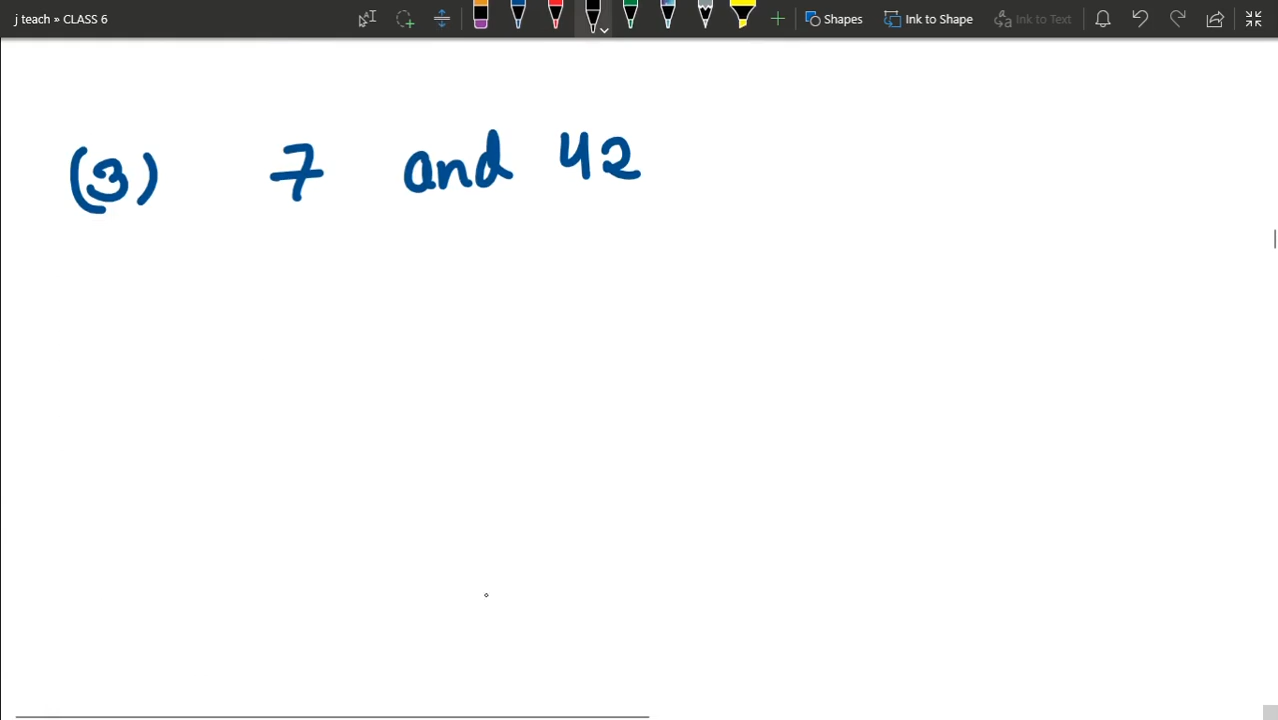 j teach » CLASS 6
Shapes
Ink to Shape
Ink to Text
(3) 7 and 42